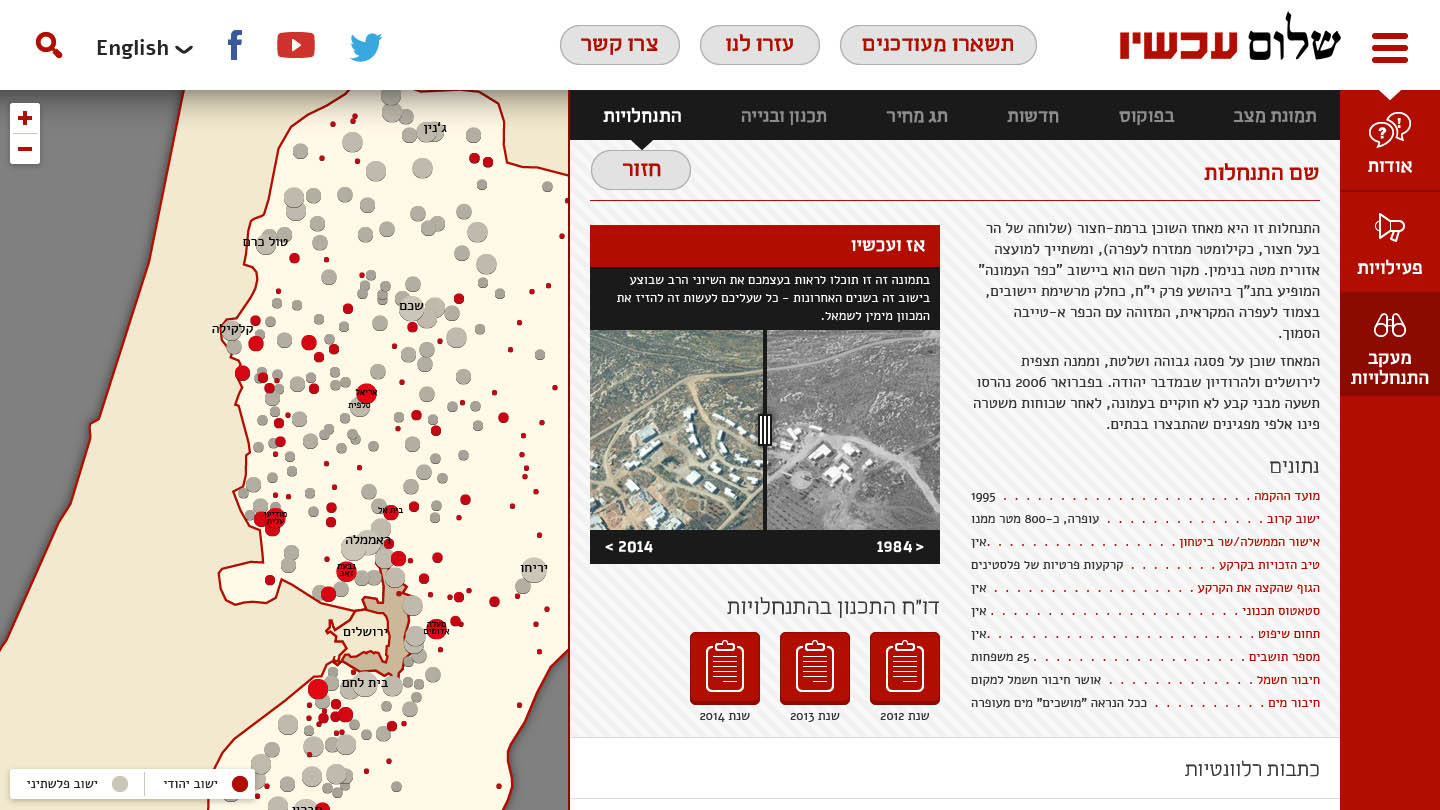 שלום עכשיו
תשארו מעודכנים
עזרו לנו
צרו קשר
English
אודות
פעילויות
מעקב
התנחלויות
תמונת מצב
בפוקוס
חדשות
תג מחיר
תכנון ובנייה
התנחלויות
שם התנחלות
חזור
התנחלות זו היא מאחז השוכן ברמת-חצור (שלוחה של הר
בעל חצור, כקילומטר ממזרח לעפרה), ומשתייך למועצה
אזורית מטה בנימין. מקור השם הוא ביישוב "כפר העמונה"
המופיע בתנ"ך ביהושע פרק י"ח, כחלק מרשימת יישובים,
בצמוד לעפרה המקראית, המזוהה עם הכפר א-טייבה
הסמוך.
המאחז שוכן על פסגה גבוה ושלטת, וממנה תצפית
לירושלים ולהרודיון שבמדבר יהודה. בפברואר 2006 נהרסו
תשעה מבני קבע לא חוקיים בעמונה, לאחר שכוחות משטרה
פינו אלפי מפגינים שהתבצרו בבתים.
נתונים
מועד ההקמה . . . . . . . . . . . . . . . . . . . . . . 1995
ישוב קרוב . . . . . . . . . . . . . . עופרה, כ-800 מטר ממנו
אישור הממשלה/שר ביטחון . . . . . . . . . . . . . . . . .אין
טיב הזכויות בקרקע . . . . . . . . קרקעות פרטיות של פלסטינים
הגוף שהקצה את הקרקע . . . . . . . . . . . . . . . . . . אין
סטאטוס תכנוני . . . . . . . . . . . . . . . . . . . . . . אין
תחום שיפוט . . . . . . . . . . . . . . . . . . . . . . . .אין
מספר תושבים . . . . . . . . . . . . . . . . . . . 25 משפחות
חיבור חשמל . . . . . . . . . . . . . אושר חיבור חשמל למקום
חיבור מים . . . . . . . . . . ככל הנראה "מושכים" מים מעופרה
אז ועכשיו
בתמונה זה זו תוכלו לראות בעצמכם את השיוני הרב שבוצע
בישוב זה בשנים האחרונות - כל שעליכם לעשות זה להזיז את
המכוון מימין לשמאל.
< 2014
1984 >
דו"ח התכנון בהתנחלויות
שנת 2012
שנת 2013
שנת 2014
כתבות רלוונטיות
+
−
ג'נין
טול כרם
שכם
קלקילה
אריאל
סלפית
בית אל
מודיעין
עלית
ראממלה
גבעת
זאב
יריחו
ירושלים
מעלה
אדומים
בית לחם
ישוב יהודי
ישוב פלשתיני